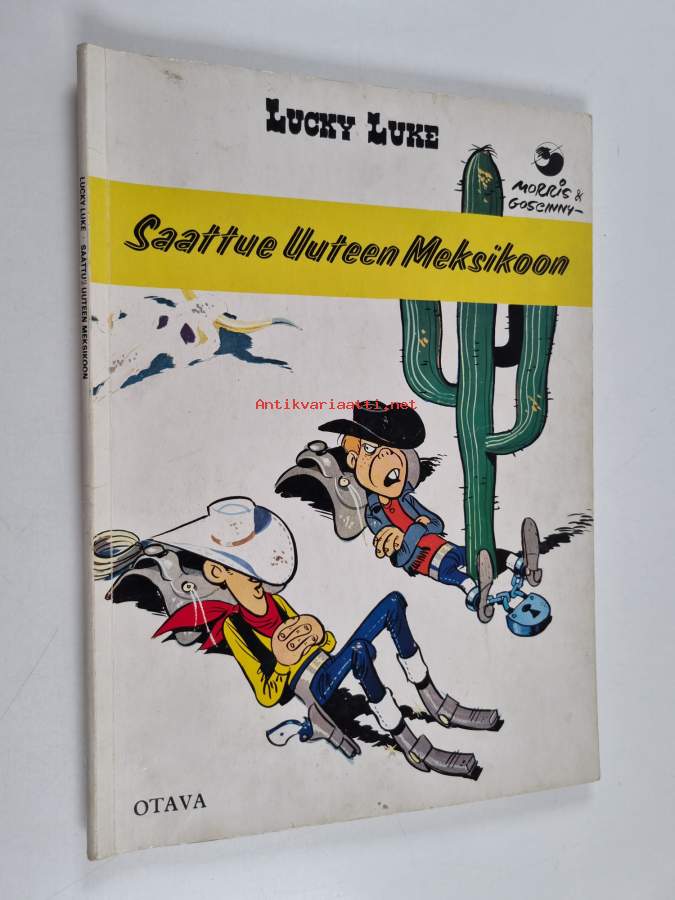 LUCKY LUKE
MORRIS &
GOSCINNY
Saattue Uuteen Meksikoon
LUCKY LUKE SAATTUE UUTEEN MEKSIKOON
Antikvariaatti.net
OTAVA